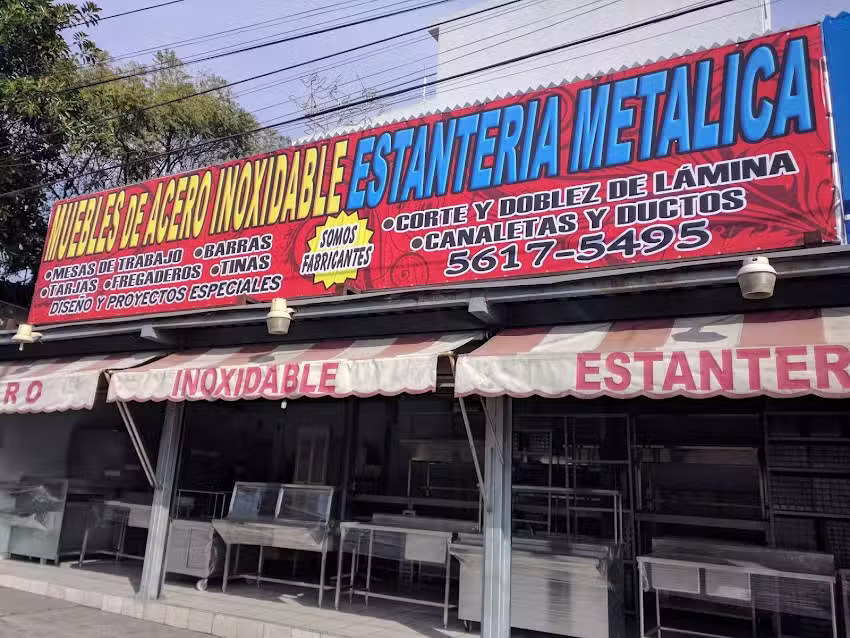 MUEBLES DE ACERO INOXIDABLE ESTANTERIA METALICA
•MESAS DE TRABAJO •BARRAS
•TARJAS •FREGADEROS •TINAS
DISEÑO Y PROYECTOS ESPECIALES
SOMOS
FABRICANTES
•CORTE Y DOBLEZ DE LÁMINA
•CANALETAS Y DUCTOS
5617-5495
RO
INOXIDABLE
ESTANTER